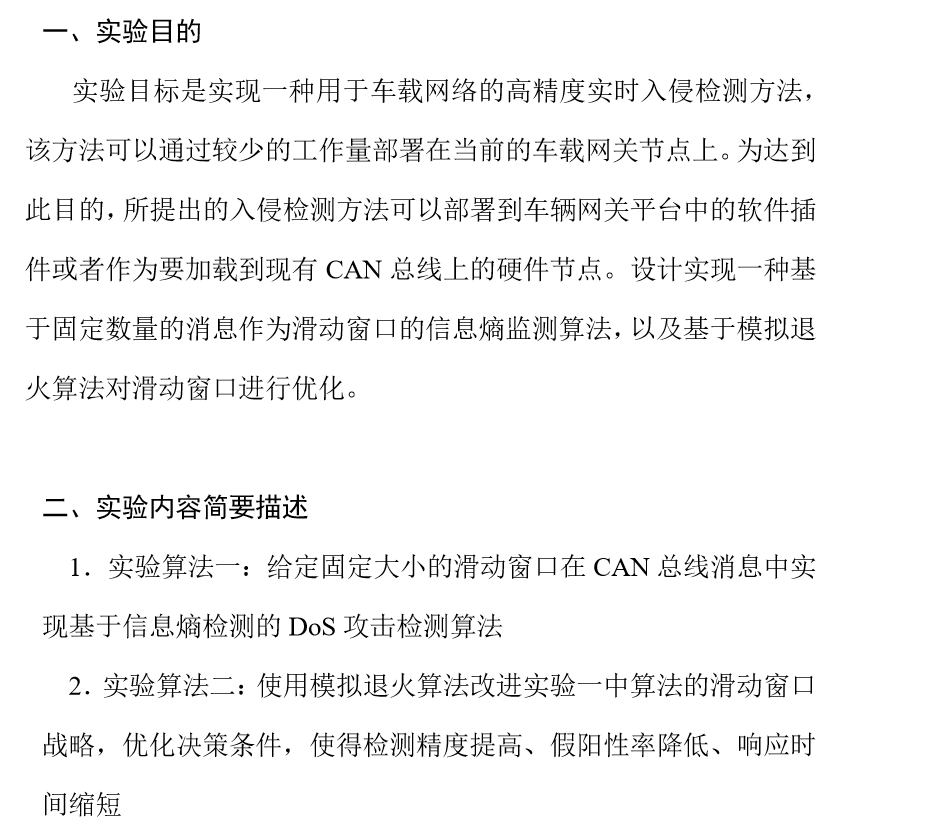 一、实验目的
实验目标是实现一种用于车载网络的高精度实时入侵检测方法，
该方法可以通过较少的工作量部署在当前的车载网关节点上。为达到
此目的，所提出的入侵检测方法可以部署到车辆网关平台中的软件插
件或者作为要加载到现有 CAN 总线上的硬件节点。设计实现一种基
于固定数量的消息作为滑动窗口的信息熵监测算法，以及基于模拟退
火算法对滑动窗口进行优化。
二、实验内容简要描述
1．实验算法一：给定固定大小的滑动窗口在 CAN 总线消息中实
现基于信息熵检测的 DoS 攻击检测算法
2．实验算法二：使用模拟退火算法改进实验一中算法的滑动窗口
战略，优化决策条件，使得检测精度提高、假阳性率降低、响应时
间缩短